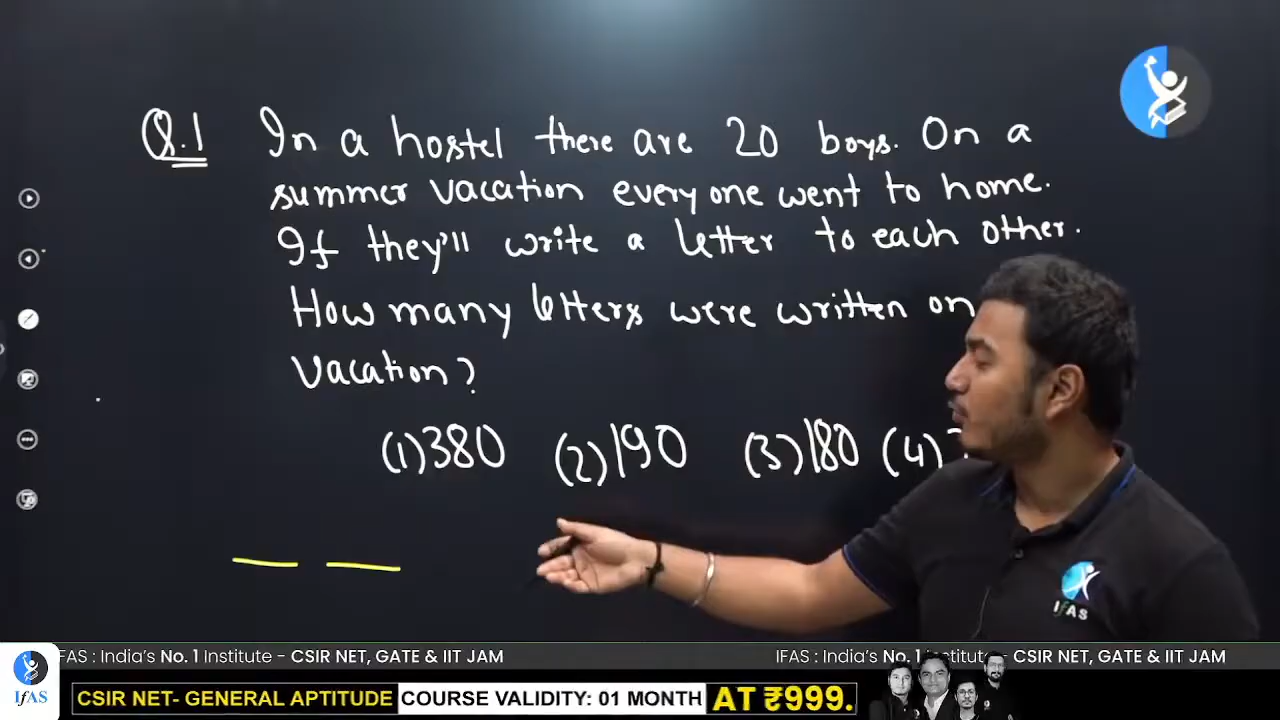 Q.1 In a hostel there are 20 boys. On a
summer vacation everyone went to home.
If they'll write a letter to each other.
How many letters were written on
vacation?
(1) 380 (2) 190 (3) 180 (4)
IFAS
IFAS : India's No. 1 Institute - CSIR NET, GATE & IIT JAM
IFAS : India's No. 1 Institute - CSIR NET, GATE & IIT JAM
IFAS
CSIR NET- GENERAL APTITUDE COURSE VALIDITY: 01 MONTH AT ₹999.